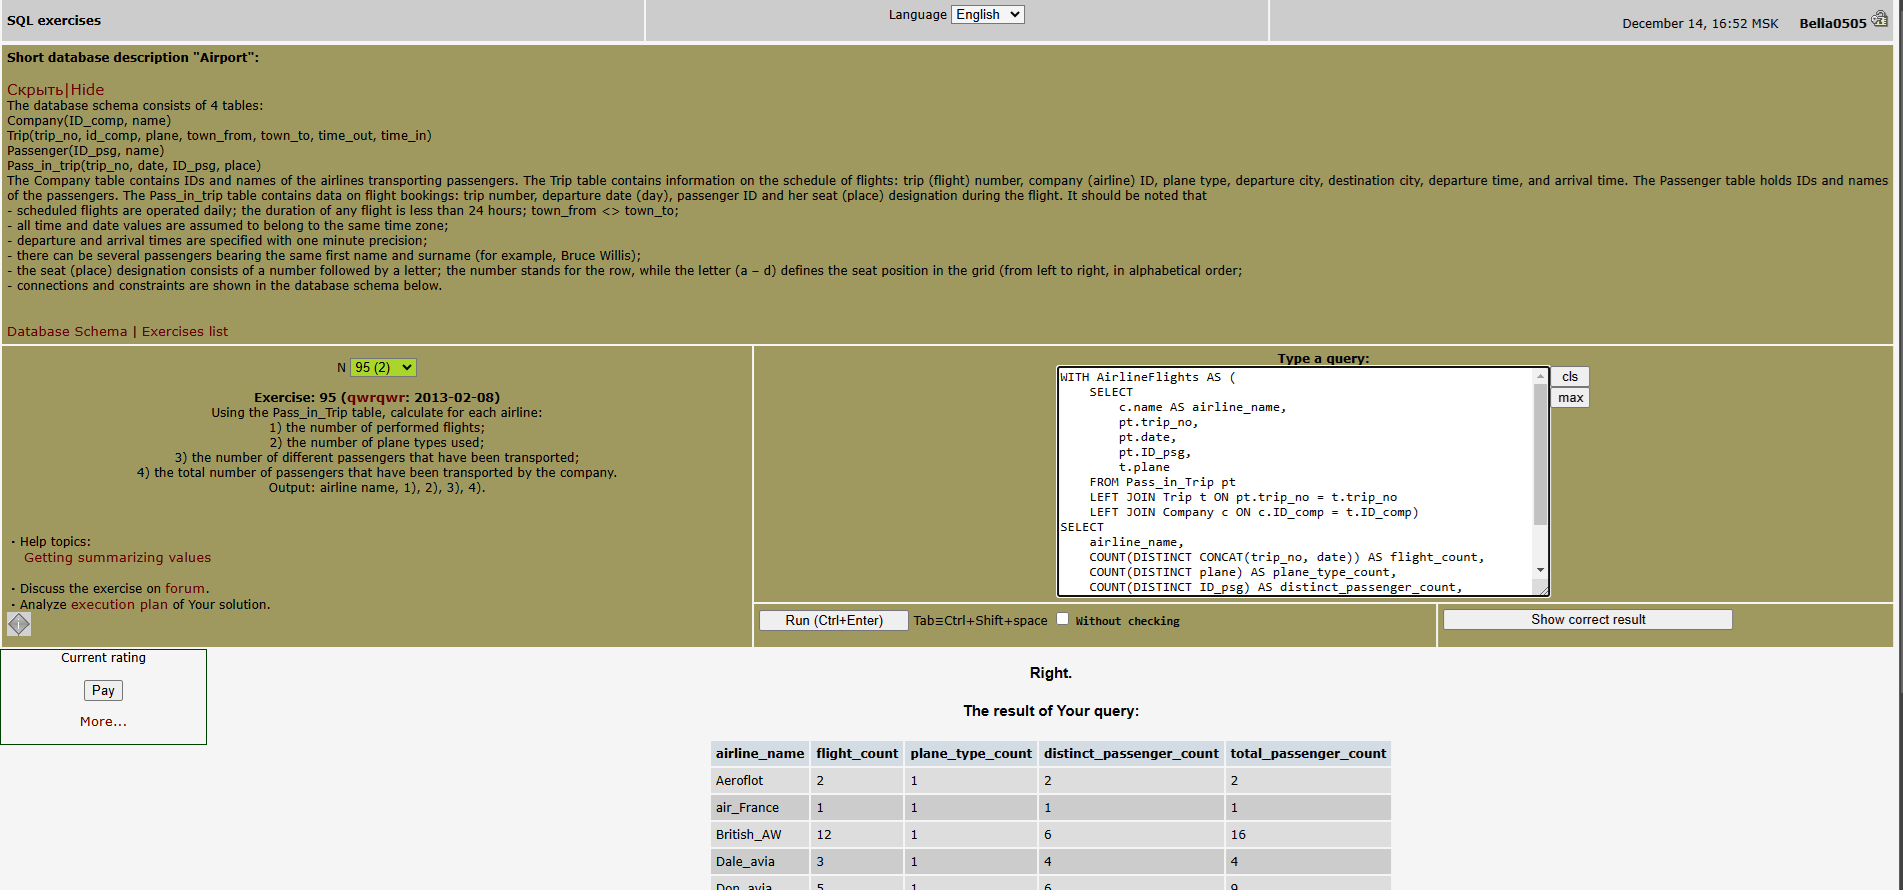 SQL exercises
Language English
December 14, 16:52 MSK Bella0505
Short database description "Airport":
Скрыть|Hide
The database schema consists of 4 tables:
Company(ID_comp, name)
Trip(trip_no, id_comp, plane, town_from, town_to, time_out, time_in)
Passenger(ID_psg, name)
Pass_in_trip(trip_no, date, ID_psg, place)
The Company table contains IDs and names of the airlines transporting passengers. The Trip table contains information on the schedule of flights: trip (flight) number, company (airline) ID, plane type, departure city, destination city, departure time, and arrival time. The Passenger table holds IDs and names
of the passengers. The Pass_in_trip table contains data on flight bookings: trip number, departure date (day), passenger ID and her seat (place) designation during the flight. It should be noted that
- scheduled flights are operated daily; the duration of any flight is less than 24 hours; town_from <> town_to;
- all time and date values are assumed to belong to the same time zone;
- departure and arrival times are specified with one minute precision;
- there can be several passengers bearing the same first name and surname (for example, Bruce Willis);
- the seat (place) designation consists of a number followed by a letter; the number stands for the row, while the letter (a – d) defines the seat position in the grid (from left to right, in alphabetical order;
- connections and constraints are shown in the database schema below.
Database Schema | Exercises list
N 95 (2)
Exercise: 95 (qwrqwr: 2013-02-08)
Using the Pass_in_Trip table, calculate for each airline:
1) the number of performed flights;
2) the number of plane types used;
3) the number of different passengers that have been transported;
4) the total number of passengers that have been transported by the company.
Output: airline name, 1), 2), 3), 4).
· Help topics:
Getting summarizing values
· Discuss the exercise on forum.
· Analyze execution plan of Your solution.
Type a query:
WITH AirlineFlights AS (
SELECT
c.name AS airline_name,
pt.trip_no,
pt.date,
pt.ID_psg,
t.plane
FROM Pass_in_Trip pt
LEFT JOIN Trip t ON pt.trip_no = t.trip_no
LEFT JOIN Company c ON c.ID_comp = t.ID_comp)
SELECT
airline_name,
COUNT(DISTINCT CONCAT(trip_no, date)) AS flight_count,
COUNT(DISTINCT plane) AS plane_type_count,
COUNT(DISTINCT ID_psg) AS distinct_passenger_count,
cls
max
Run (Ctrl+Enter) Tab≡Ctrl+Shift+space Without checking
Show correct result
Current rating
Pay
More...
Right.
The result of Your query:
airline_name flight_count plane_type_count distinct_passenger_count total_passenger_count
Aeroflot 2 1 2 2
air_France 1 1 1 1
British_AW 12 1 6 16
Dale_avia 3 1 4 4
Don_avia 5 1 6 9